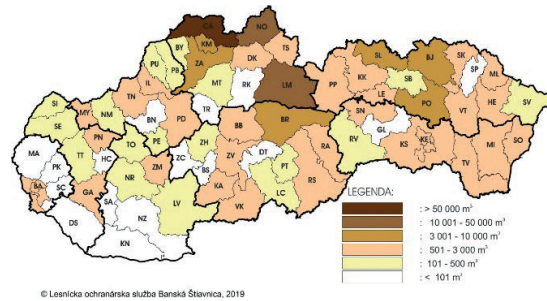 CA
NO
BY
KM
TS
PU
PB
ZA
DK
SL
BJ
SK
SP
ML
IL
MT
RK
LM
PP
KK
LE
SB
TN
TR
PO
VT
HE
SV
SI
MY
NM
BN
PD
BB
BR
SN
GL
SE
PN
TO
PE
ZH
RV
KS
KE
MI
SO
MA
PK
TT
HC
ZM
ZC
BS
ZV
DT
PT
RA
TV
BA
SC
GA
NR
SA
LV
KA
VK
LC
RS
DS
NZ
KN
LEGENDA:
: > 50 000 m³
: 10 001 - 50 000 m³
: 3 001 - 10 000 m³
: 501 - 3 000 m³
: 101 - 500 m³
: < 101 m³
© Lesnícka ochranárska služba Banská Štiavnica, 2019